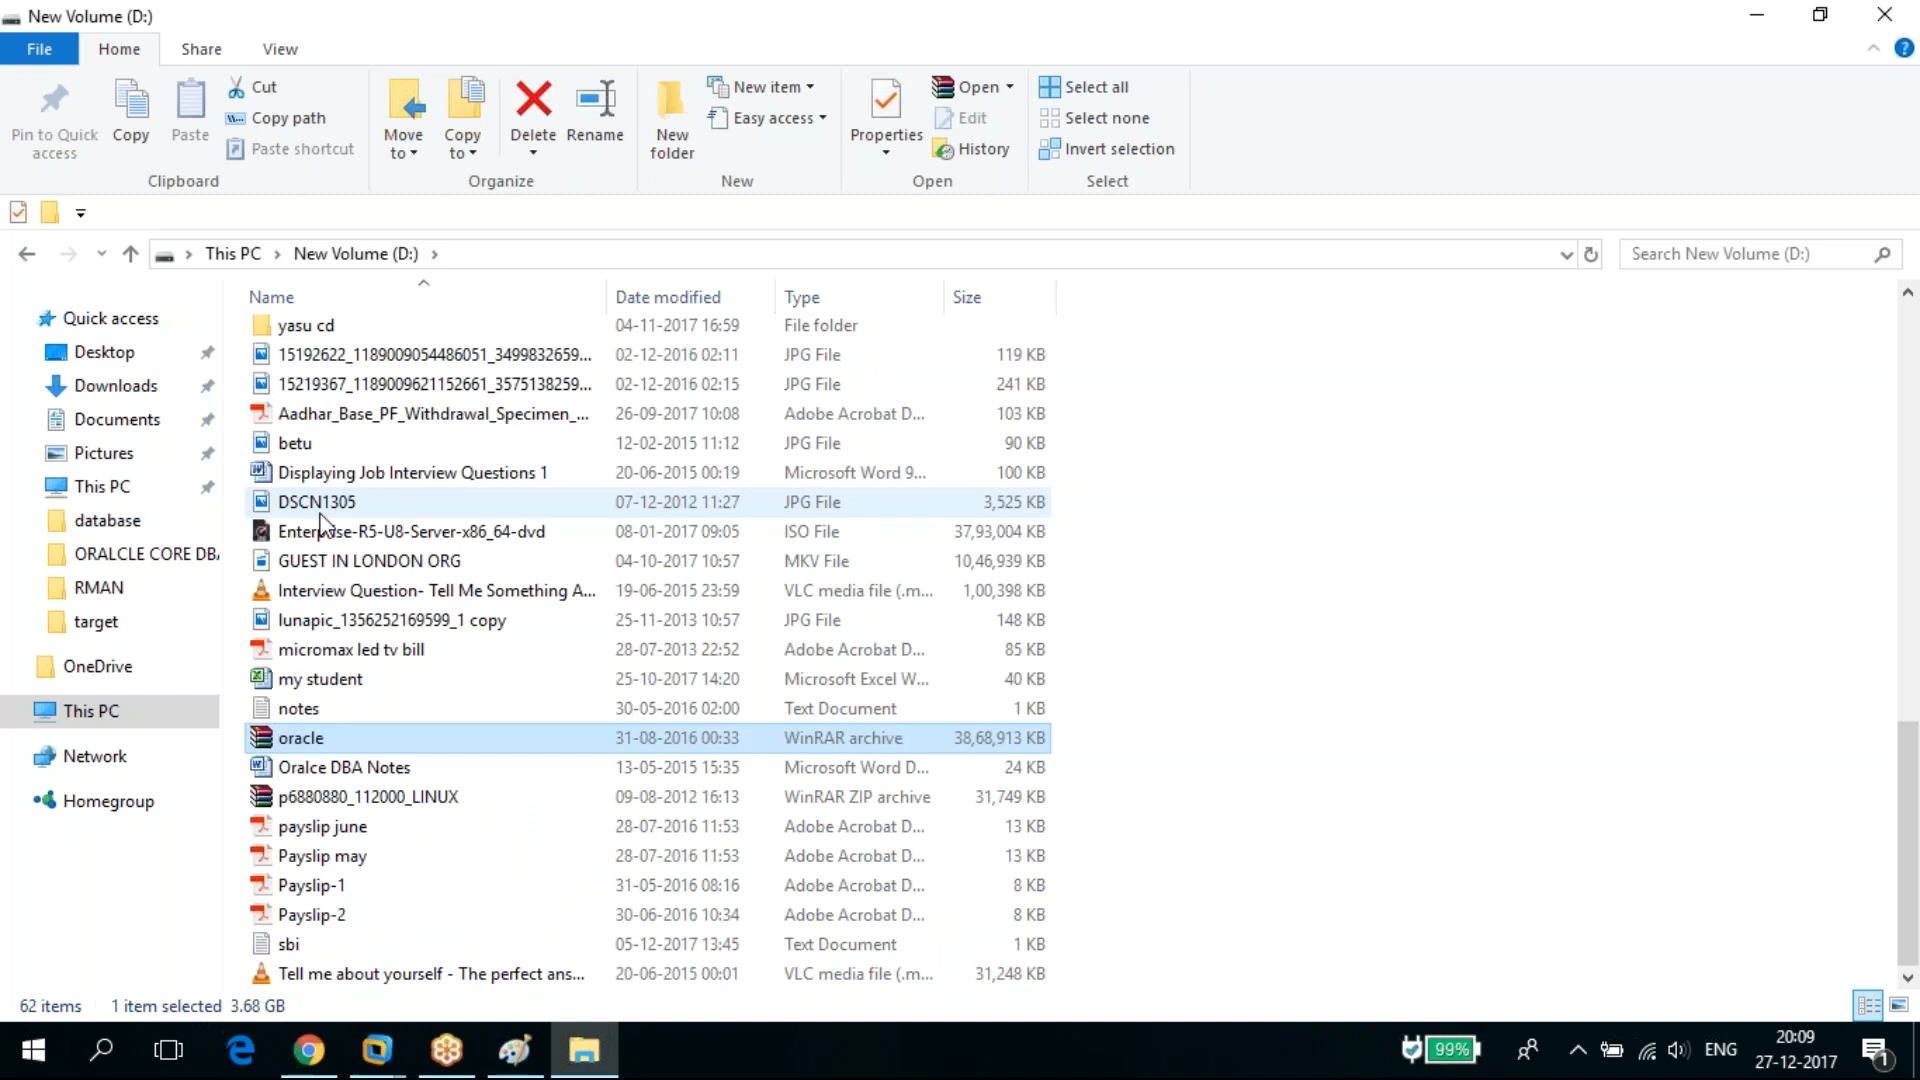 New Volume (D:)
File Home Share View
Pin to Quick access
Copy
Paste
Cut
Copy path
Paste shortcut
Clipboard
Move to
Copy to
Delete
Rename
Organize
New folder
New item
Easy access
New
Properties
Open
Edit
History
Open
Select all
Select none
Invert selection
Select
This PC New Volume (D:) Search New Volume (D:)
Quick access
Desktop
Downloads
Documents
Pictures
This PC
database
ORALCLE CORE DB
RMAN
target
OneDrive
This PC
Network
Homegroup
Name Date modified Type Size
yasu cd 04-11-2017 16:59 File folder
15192622_1189009054486051_3499832659... 02-12-2016 02:11 JPG File 119 KB
15219367_1189009621152661_3575138259... 02-12-2016 02:15 JPG File 241 KB
Aadhar_Base_PF_Withdrawal_Specimen_... 26-09-2017 10:08 Adobe Acrobat D... 103 KB
betu 12-02-2015 11:12 JPG File 90 KB
Displaying Job Interview Questions 1 20-06-2015 00:19 Microsoft Word 9... 100 KB
DSCN1305 07-12-2012 11:27 JPG File 3,525 KB
Enterprise-R5-U8-Server-x86_64-dvd 08-01-2017 09:05 ISO File 37,93,004 KB
GUEST IN LONDON ORG 04-10-2017 10:57 MKV File 10,46,939 KB
Interview Question- Tell Me Something A... 19-06-2015 23:59 VLC media file (.m... 1,00,398 KB
lunapic_1356252169599_1 copy 25-11-2013 10:57 JPG File 148 KB
micromax led tv bill 28-07-2013 22:52 Adobe Acrobat D... 85 KB
my student 25-10-2017 14:20 Microsoft Excel W... 40 KB
notes 30-05-2016 02:00 Text Document 1 KB
oracle 31-08-2016 00:33 WinRAR archive 38,68,913 KB
Oralce DBA Notes 13-05-2015 15:35 Microsoft Word D... 24 KB
p6880880_112000_LINUX 09-08-2012 16:13 WinRAR ZIP archive 31,749 KB
payslip june 28-07-2016 11:53 Adobe Acrobat D... 13 KB
Payslip may 28-07-2016 11:53 Adobe Acrobat D... 13 KB
Payslip-1 31-05-2016 08:16 Adobe Acrobat D... 8 KB
Payslip-2 30-06-2016 10:34 Adobe Acrobat D... 8 KB
sbi 05-12-2017 13:45 Text Document 1 KB
Tell me about yourself - The perfect ans... 20-06-2015 00:01 VLC media file (.m... 31,248 KB
62 items 1 item selected 3.68 GB
99% ENG 20:09
27-12-2017 1